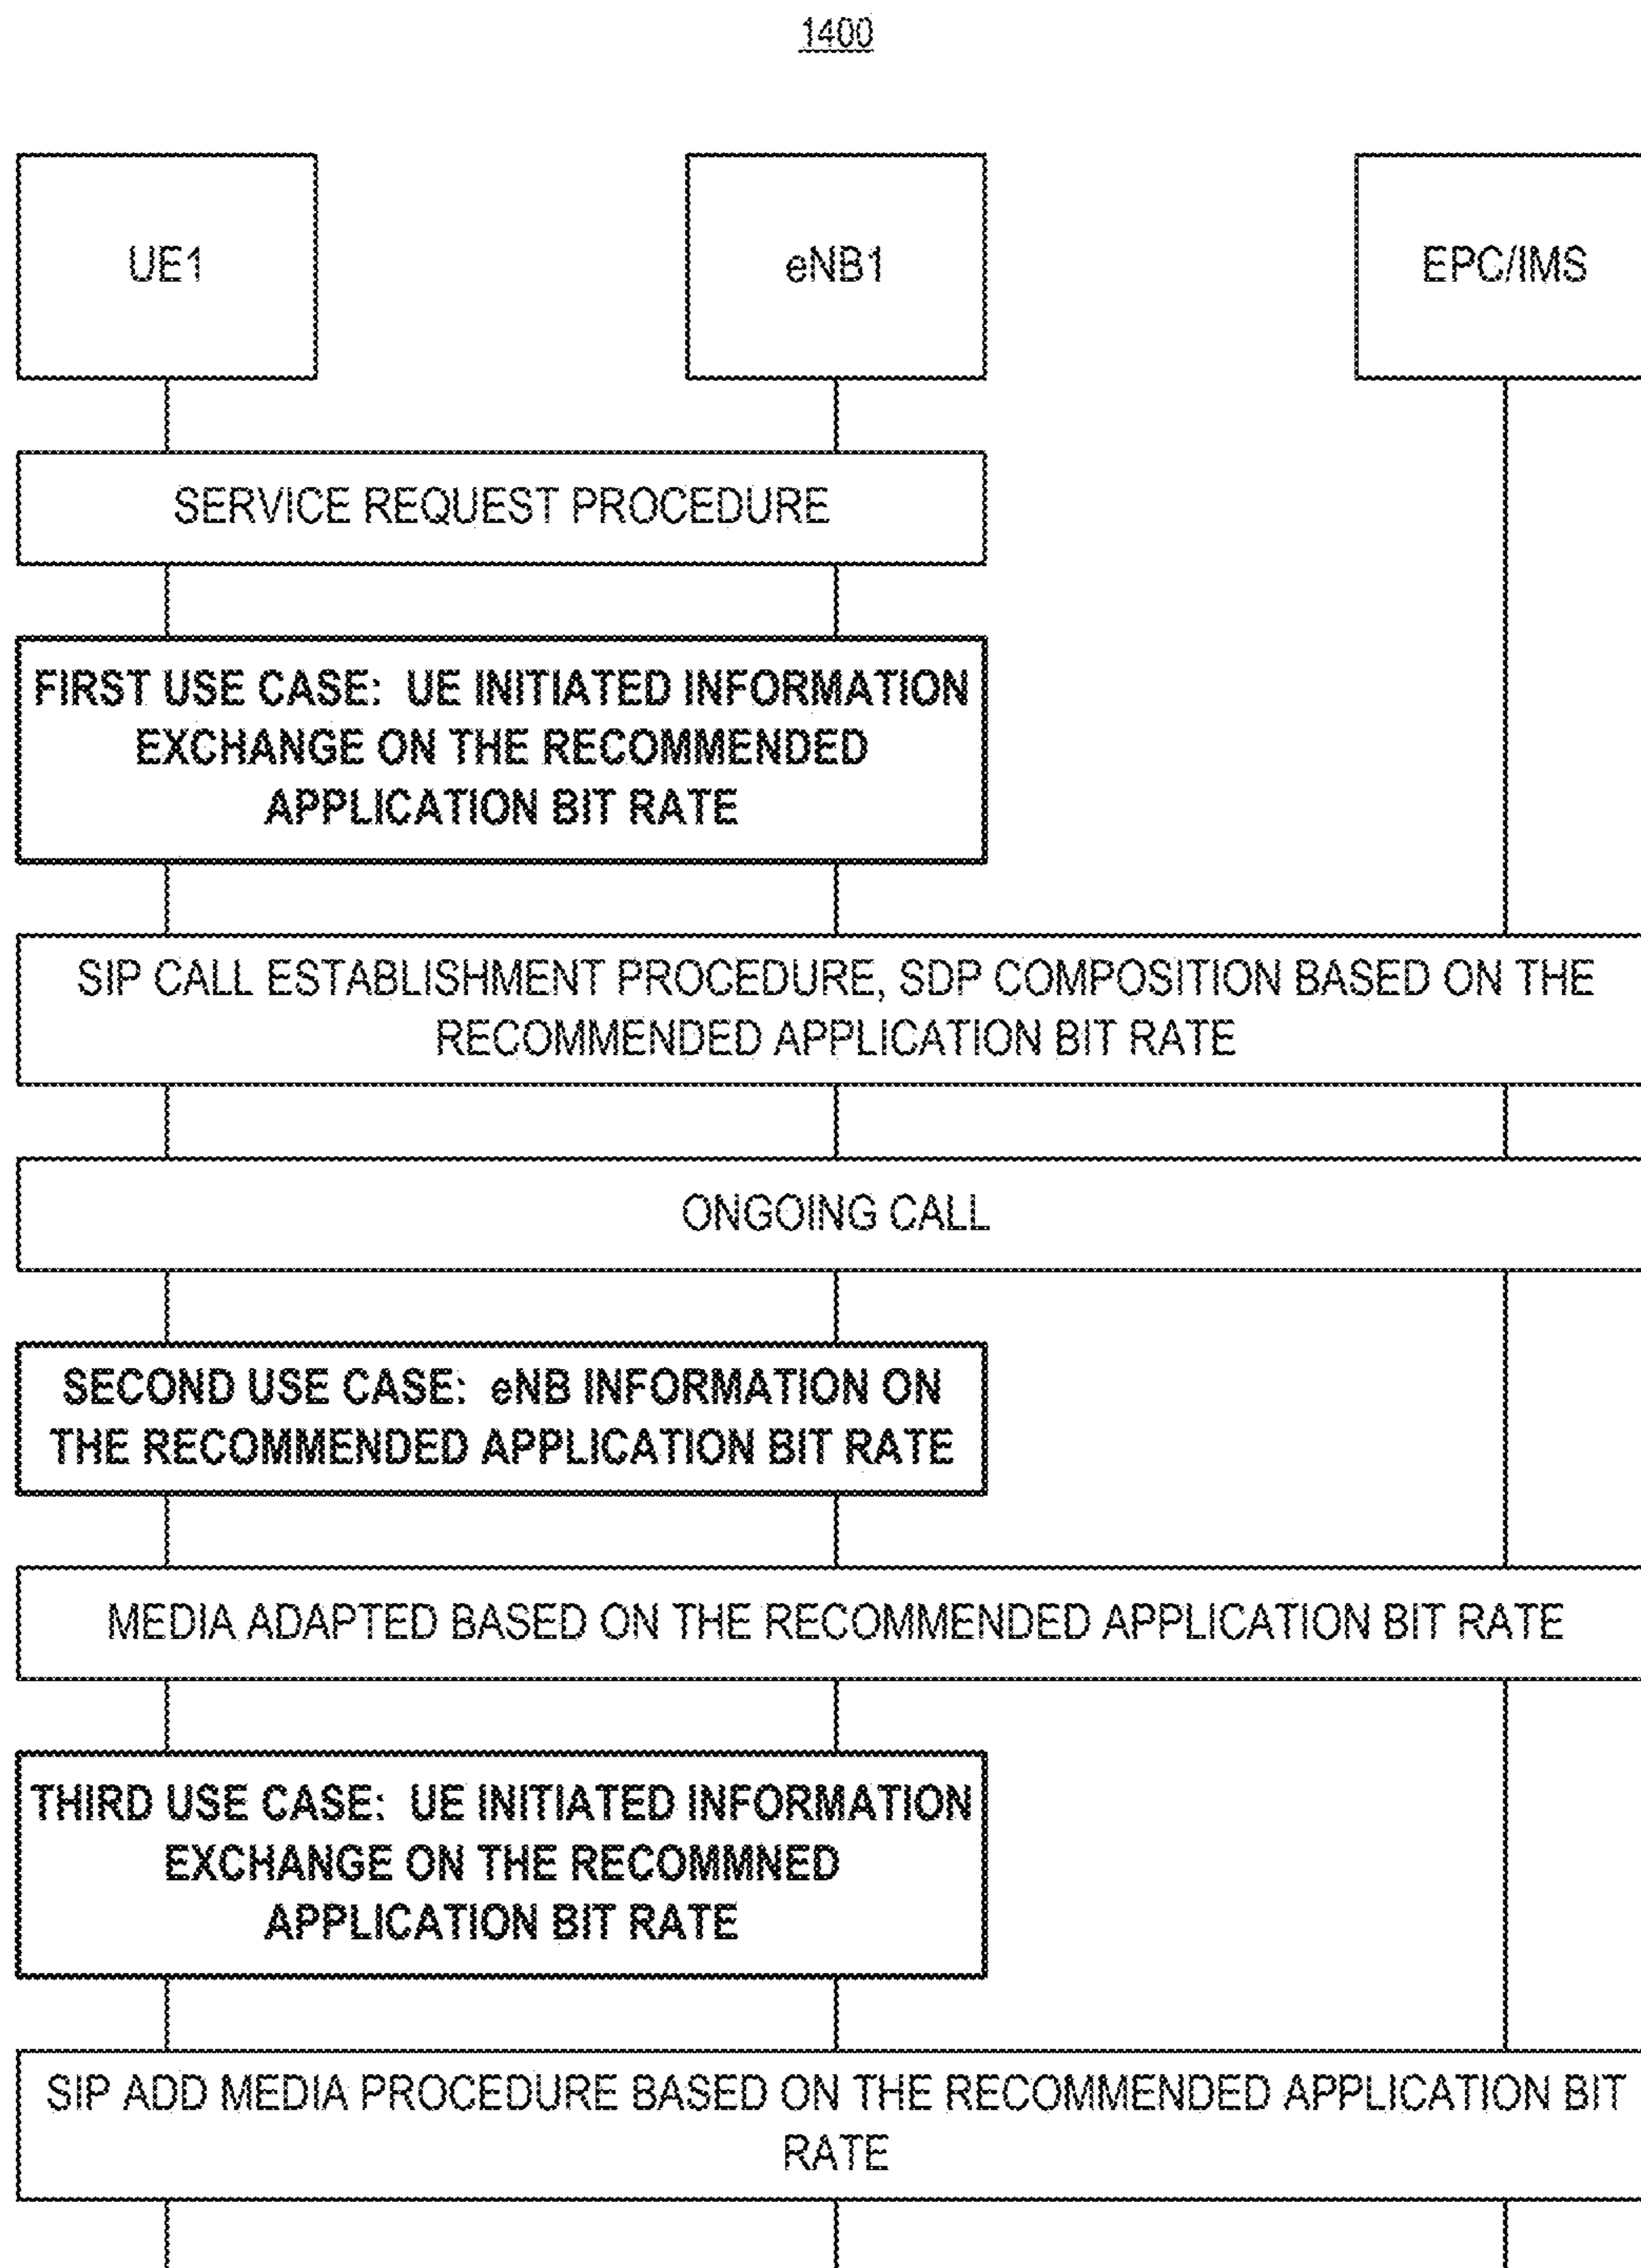 1400
UE1
eNB1
EPC/IMS
SERVICE REQUEST PROCEDURE
FIRST USE CASE: UE INITIATED INFORMATION
EXCHANGE ON THE RECOMMENDED
APPLICATION BIT RATE
SIP CALL ESTABLISHMENT PROCEDURE, SDP COMPOSITION BASED ON THE
RECOMMENDED APPLICATION BIT RATE
ONGOING CALL
SECOND USE CASE: eNB INFORMATION ON
THE RECOMMENDED APPLICATION BIT RATE
MEDIA ADAPTED BASED ON THE RECOMMENDED APPLICATION BIT RATE
THIRD USE CASE: UE INITIATED INFORMATION
EXCHANGE ON THE RECOMMNED
APPLICATION BIT RATE
SIP ADD MEDIA PROCEDURE BASED ON THE RECOMMENDED APPLICATION BIT
RATE